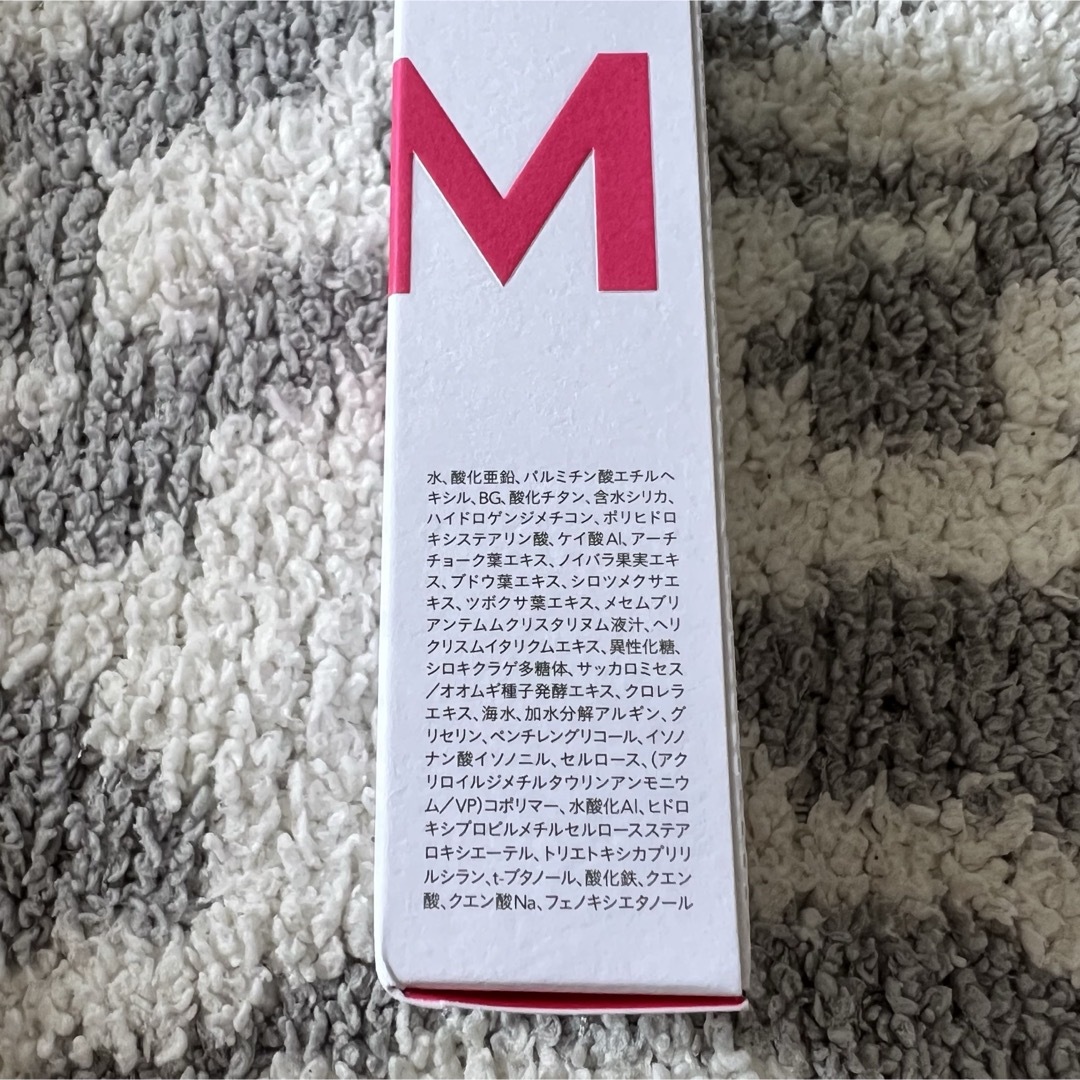 M
水、酸化亜鉛、パルミチン酸エチルヘ
キシル、BG、酸化チタン、含水シリカ、
ハイドロゲンジメチコン、ポリヒドロ
キシステアリン酸、ケイ酸Al、アーチ
チョーク葉エキス、ノイバラ果実エキ
ス、ブドウ葉エキス、シロツメクサエ
キス、ツボクサ葉エキス、メセムブリ
アンテムムクリスタリヌム液汁、ヘリ
クリスムイタリクムエキス、異性化糖、
シロキクラゲ多糖体、サッカロミセス
/オオムギ種子発酵エキス、クロレラ
エキス、海水、加水分解アルギン、グ
リセリン、ペンチレングリコール、イソノ
ナン酸イソノニル、セルロース、(アク
リロイルジメチルタウリンアンモニウ
ム/VP)コポリマー、水酸化Al、ヒドロ
キシプロピルメチルセルロースステア
ロキシエーテル、トリエトキシカプリリ
ルシラン、t-ブタノール、酸化鉄、クエン
酸、クエン酸Na、フェノキシエタノール